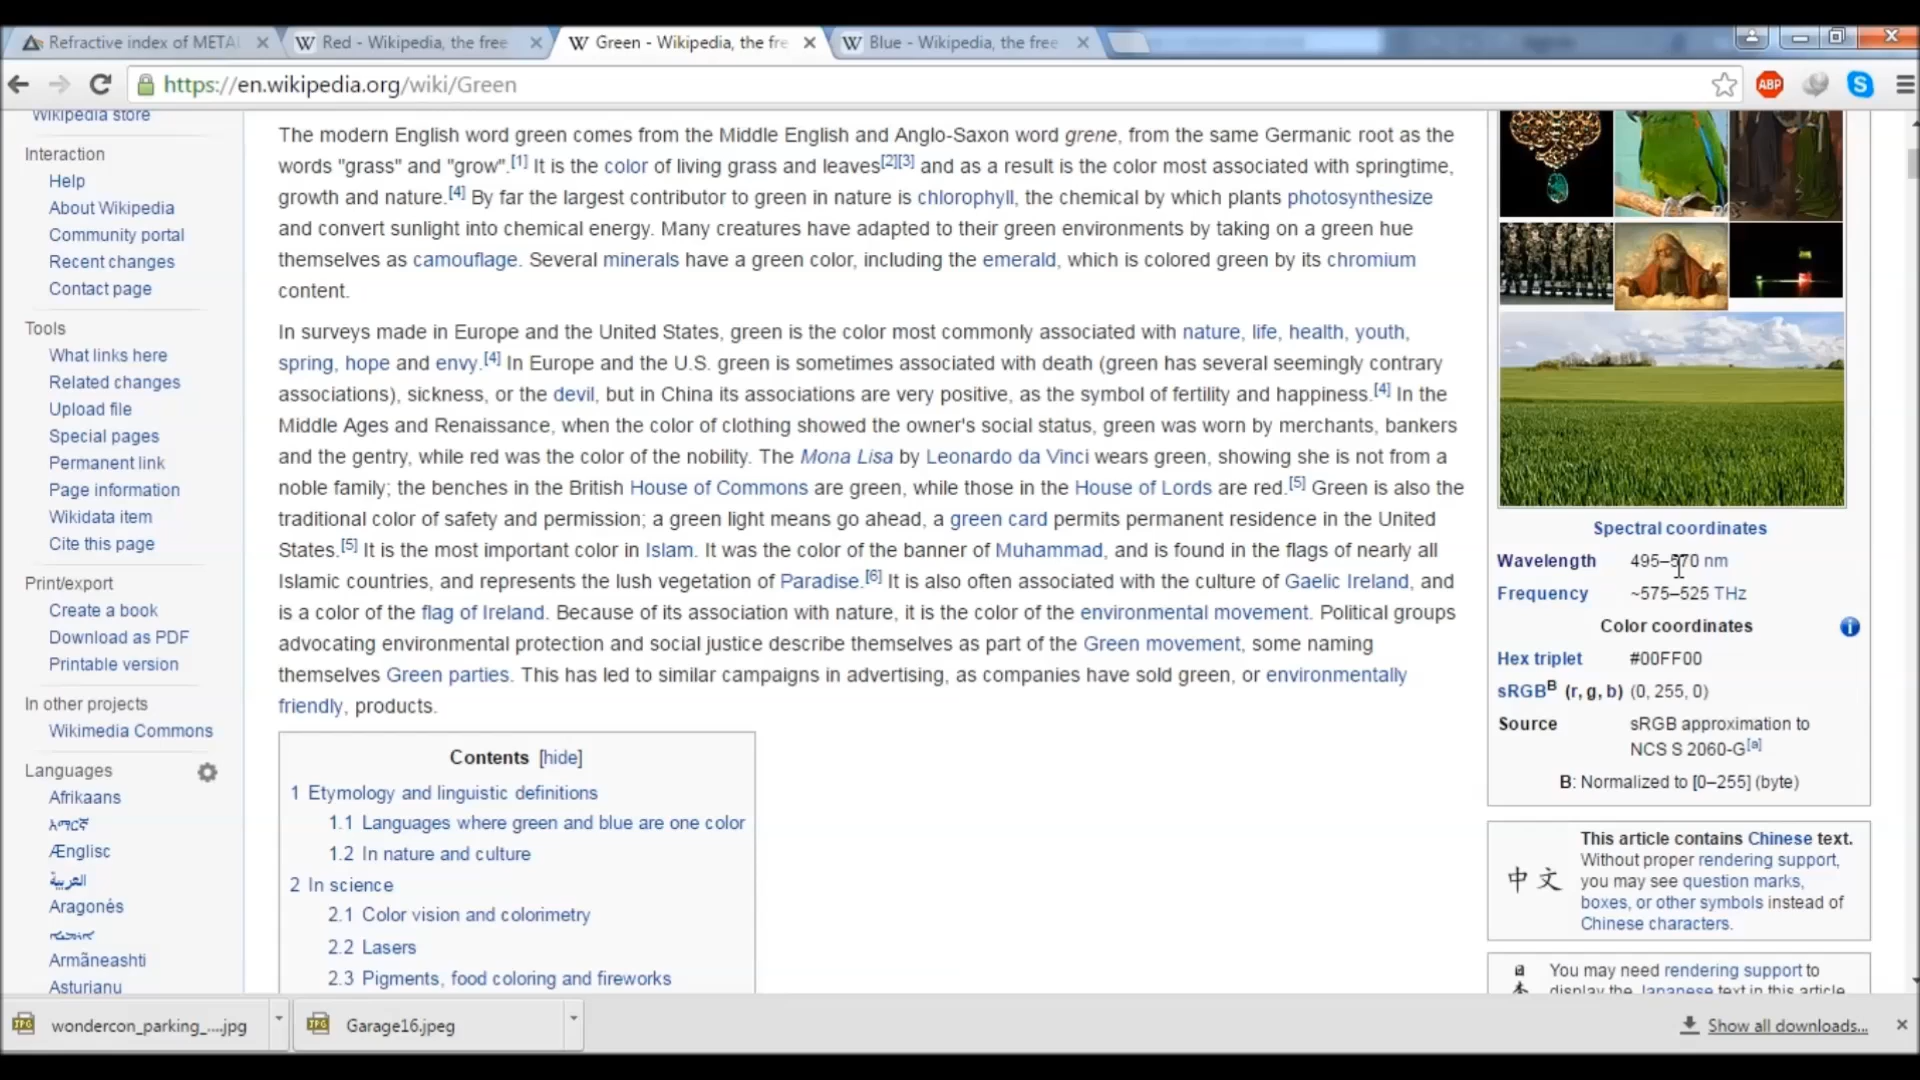 Refractive index of META
Red - Wikipedia, the free
Green - Wikipedia, the fre
Blue - Wikipedia, the free
https://en.wikipedia.org/wiki/Green
ABP
Wikipedia store
Interaction
Help
About Wikipedia
Community portal
Recent changes
Contact page
Tools
What links here
Related changes
Upload file
Special pages
Permanent link
Page information
Wikidata item
Cite this page
Print/export
Create a book
Download as PDF
Printable version
In other projects
Wikimedia Commons
Languages
Afrikaans
አማርኛ
Ænglisc
العربية
Aragonés
Armãneashti
Asturianu
The modern English word green comes from the Middle English and Anglo-Saxon word grene, from the same Germanic root as the
words "grass" and "grow".[1] It is the color of living grass and leaves[2][3] and as a result is the color most associated with springtime,
growth and nature.[4] By far the largest contributor to green in nature is chlorophyll, the chemical by which plants photosynthesize
and convert sunlight into chemical energy. Many creatures have adapted to their green environments by taking on a green hue
themselves as camouflage. Several minerals have a green color, including the emerald, which is colored green by its chromium
content.
In surveys made in Europe and the United States, green is the color most commonly associated with nature, life, health, youth,
spring, hope and envy.[4] In Europe and the U.S. green is sometimes associated with death (green has several seemingly contrary
associations), sickness, or the devil, but in China its associations are very positive, as the symbol of fertility and happiness.[4] In the
Middle Ages and Renaissance, when the color of clothing showed the owner's social status, green was worn by merchants, bankers
and the gentry, while red was the color of the nobility. The Mona Lisa by Leonardo da Vinci wears green, showing she is not from a
noble family; the benches in the British House of Commons are green, while those in the House of Lords are red.[5] Green is also the
traditional color of safety and permission; a green light means go ahead, a green card permits permanent residence in the United
States.[5] It is the most important color in Islam. It was the color of the banner of Muhammad, and is found in the flags of nearly all
Islamic countries, and represents the lush vegetation of Paradise.[6] It is also often associated with the culture of Gaelic Ireland, and
is a color of the flag of Ireland. Because of its association with nature, it is the color of the environmental movement. Political groups
advocating environmental protection and social justice describe themselves as part of the Green movement, some naming
themselves Green parties. This has led to similar campaigns in advertising, as companies have sold green, or environmentally
friendly, products.
Contents [hide]
1 Etymology and linguistic definitions
1.1 Languages where green and blue are one color
1.2 In nature and culture
2 In science
2.1 Color vision and colorimetry
2.2 Lasers
2.3 Pigments, food coloring and fireworks
Spectral coordinates
Wavelength 495–570 nm
Frequency ~575–525 THz
Color coordinates
Hex triplet #00FF00
sRGBB (r, g, b) (0, 255, 0)
Source sRGB approximation to
NCS S 2060-G[a]
B: Normalized to [0–255] (byte)
This article contains Chinese text.
中文
Without proper rendering support,
you may see question marks,
boxes, or other symbols instead of
Chinese characters.
You may need rendering support to
display the Japanese text in this article
wondercon_parking_....jpg
Garage16.jpeg
Show all downloads...